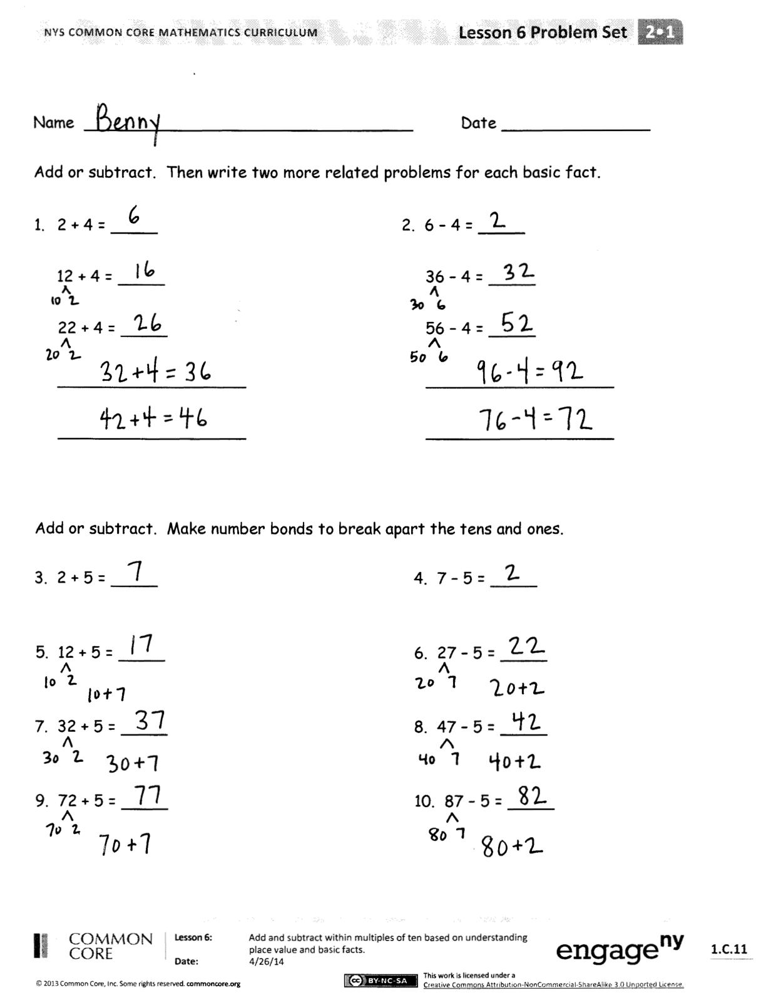 NYS COMMON CORE MATHEMATICS CURRICULUM Lesson 6 Problem Set 2•1
Name Benny Date
Add or subtract. Then write two more related problems for each basic fact.
1. 2 + 4 = 6
12 + 4 = 16
10 2
22 + 4 = 26
20 2
32+4 = 36
42+4 = 46
2. 6 - 4 = 2
36 - 4 = 32
30 6
56 - 4 = 52
50 6
96-4 = 92
76-4 = 72
Add or subtract. Make number bonds to break apart the tens and ones.
3. 2 + 5 = 7
4. 7 - 5 = 2
5. 12 + 5 = 17
10 2
10+7
6. 27 - 5 = 22
20 7
20+2
7. 32 + 5 = 37
30 2
30+7
8. 47 - 5 = 42
40 7
40+2
9. 72 + 5 = 77
70 2
70+7
10. 87 - 5 = 82
80 7
80+2
COMMON
CORE
Lesson 6: Add and subtract within multiples of ten based on understanding
place value and basic facts.
Date: 4/26/14
engageny
1.C.11
© 2013 Common Core, Inc. Some rights reserved. commoncore.org
cc BY-NC-SA
This work is licensed under a
Creative Commons Attribution-NonCommercial-ShareAlike 3.0 Unported License.